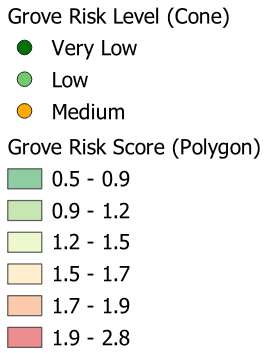 Grove Risk Level (Cone)
Very Low
Low
Medium
Grove Risk Score (Polygon)
0.5 - 0.9
0.9 - 1.2
1.2 - 1.5
1.5 - 1.7
1.7 - 1.9
1.9 - 2.8